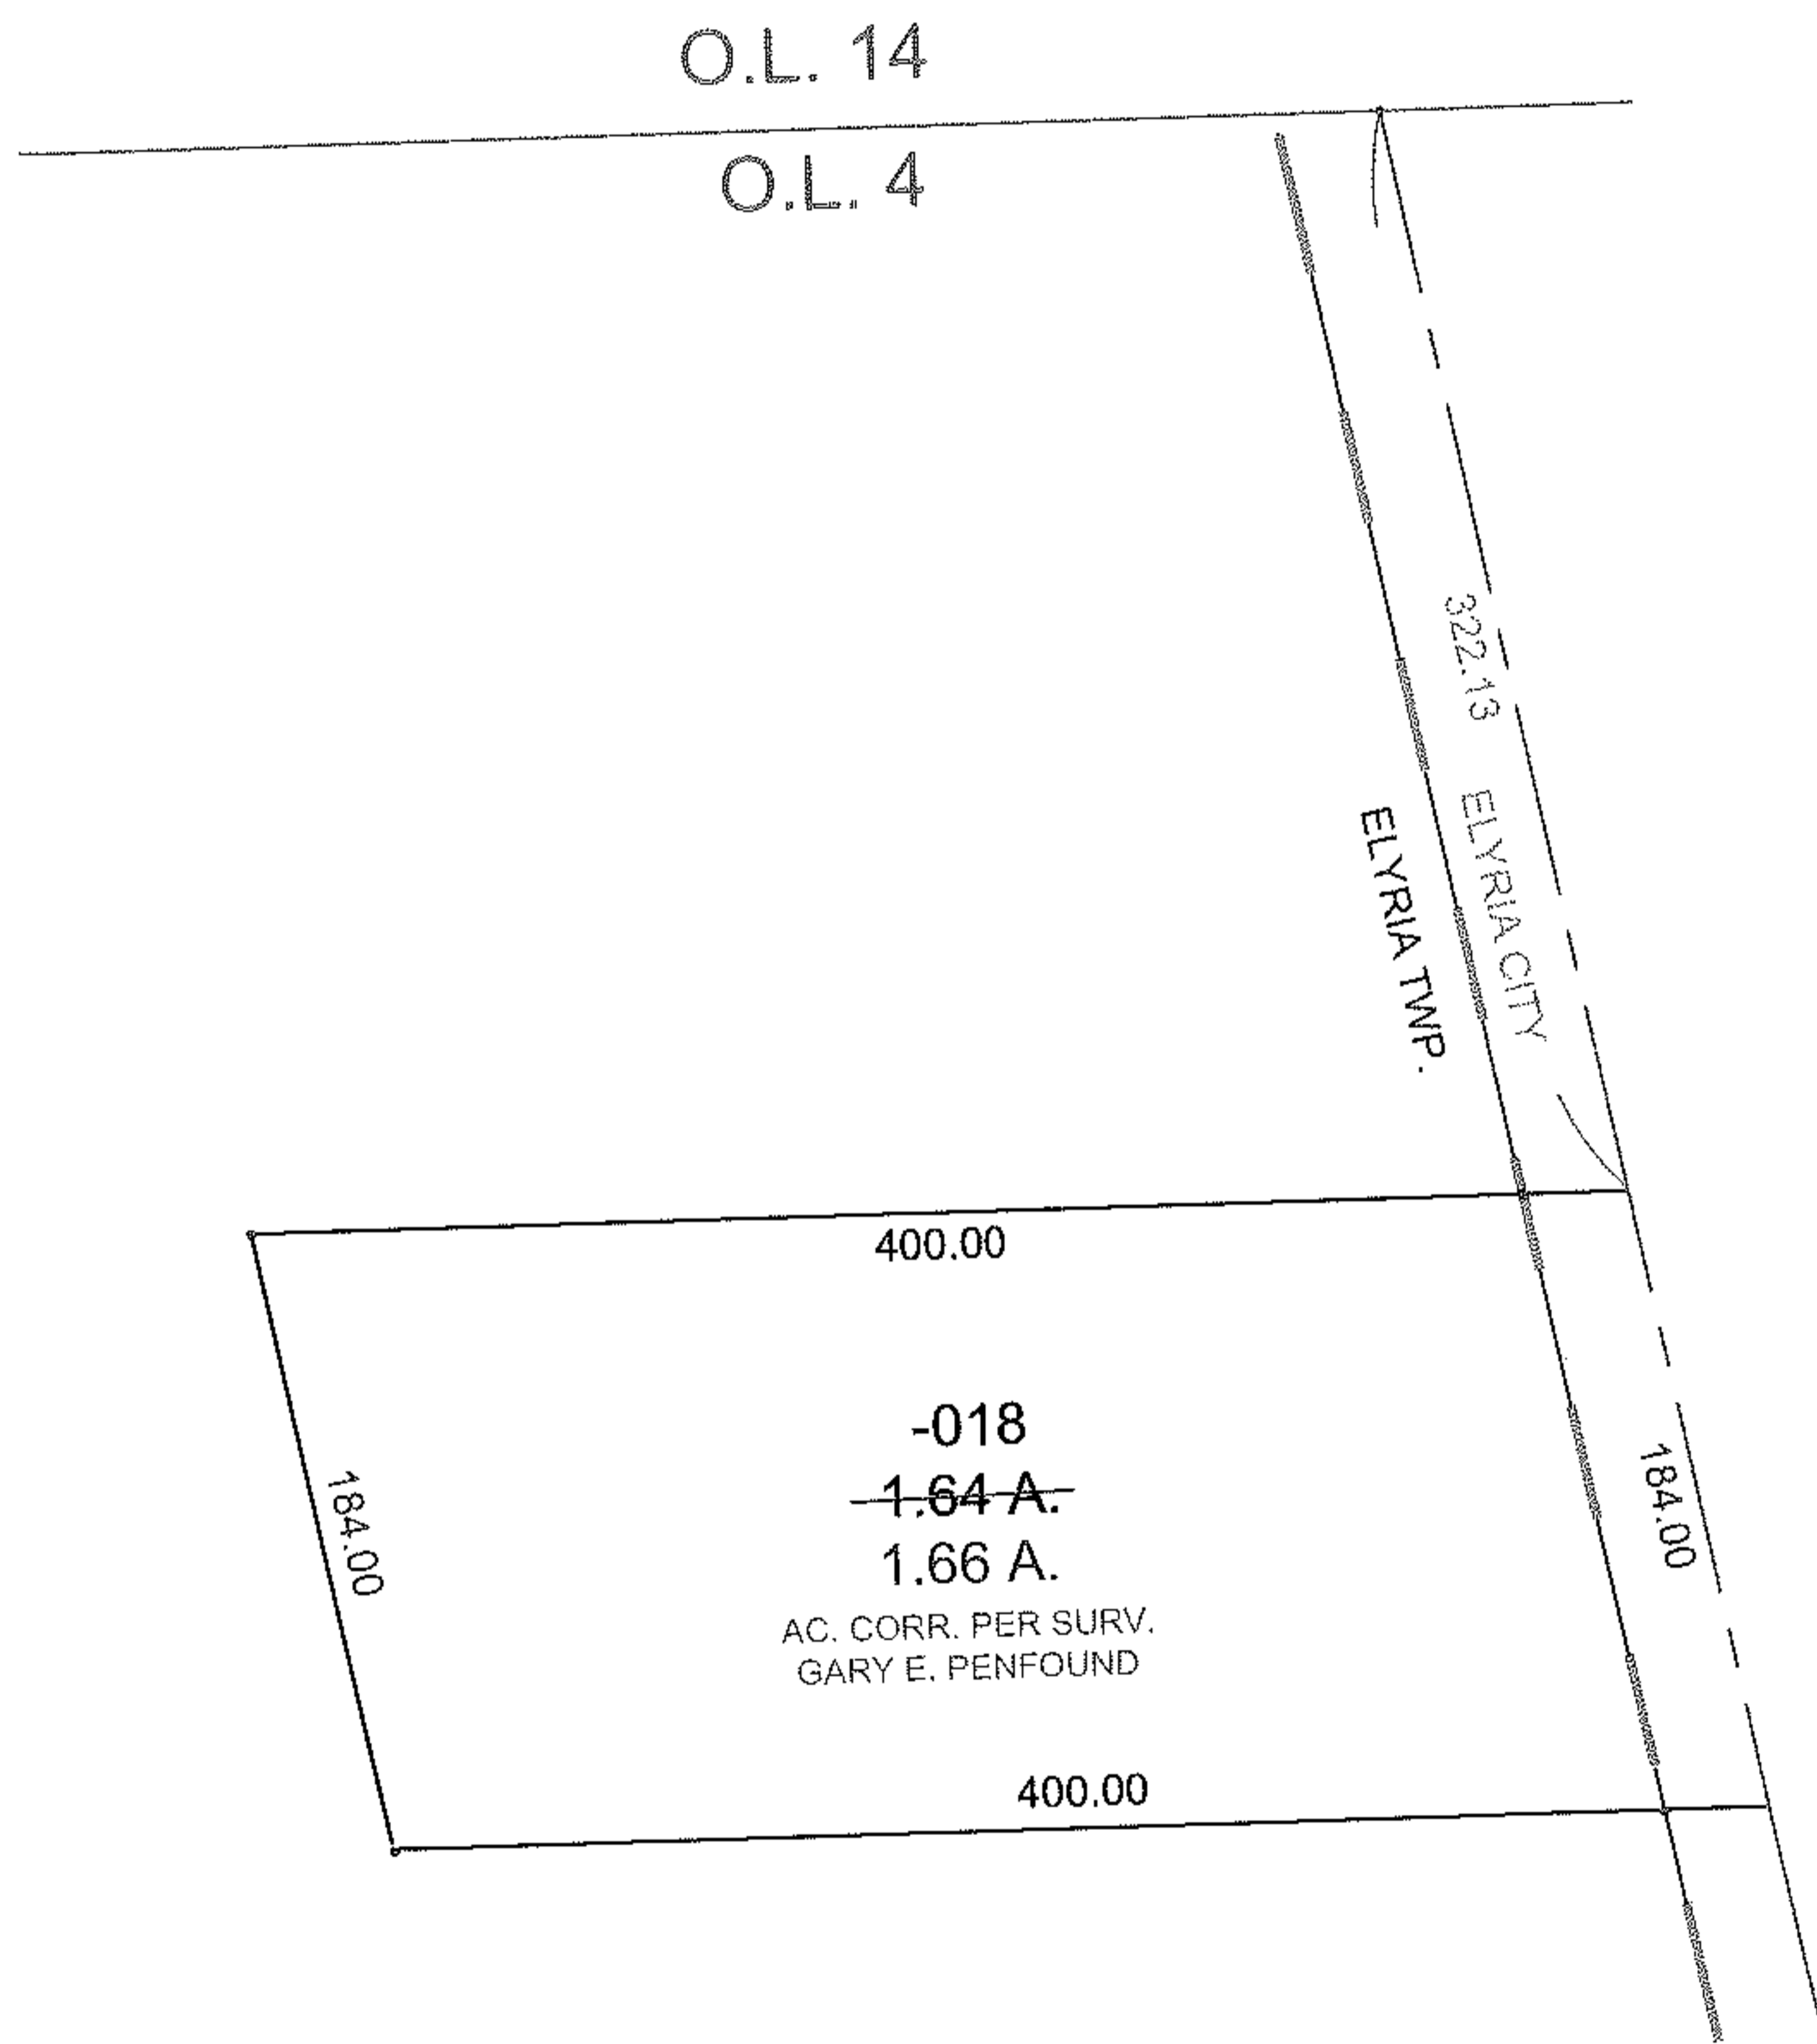 O.L. 14
O.L. 4
322.13
ELYRIA CITY
ELYRIA TWP.
400.00
-018
1.64 A.
1.66 A.
AC. CORR. PER SURV.
GARY E. PENFOUND
184.00
184.00
400.00